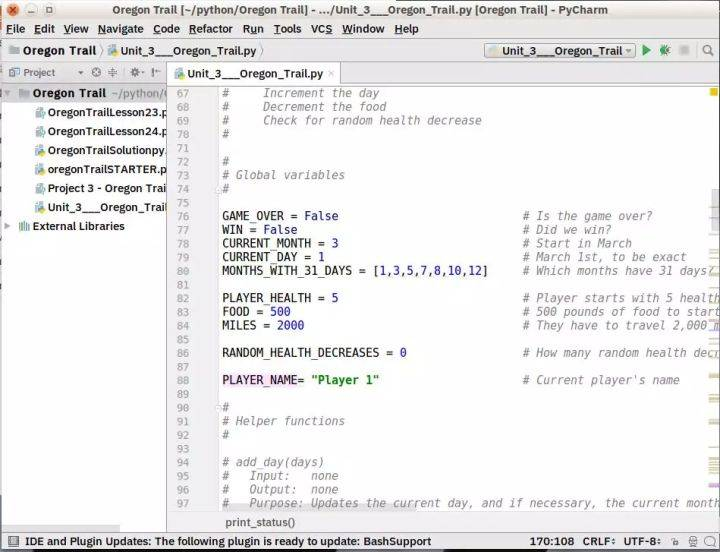 Oregon Trail [~/python/Oregon Trail] - .../Unit_3___Oregon_Trail.py [Oregon Trail] - PyCharm
File Edit View Navigate Code Refactor Run Tools VCS Window Help
Oregon Trail Unit_3___Oregon_Trail.py Unit_3___Oregon_Trail
Project Unit_3___Oregon_Trail.py
Oregon Trail ~/python/
OregonTrailLesson23.p
OregonTrailLesson24.p
OregonTrailSolutionpy.
oregonTrailSTARTER.p
Project 3 - Oregon Trai
Unit_3___Oregon_Trail
External Libraries
67 # Increment the day
68 # Decrement the food
69 # Check for random health decrease
70 #
71
72 #
73 # Global variables
74 #
75
76 GAME_OVER = False # Is the game over?
77 WIN = False # Did we win?
78 CURRENT_MONTH = 3 # Start in March
79 CURRENT_DAY = 1 # March 1st, to be exact
80 MONTHS_WITH_31_DAYS = [1,3,5,7,8,10,12] # Which months have 31 days?
81
82 PLAYER_HEALTH = 5 # Player starts with 5 healt
83 FOOD = 500 # 500 pounds of food to start
84 MILES = 2000 # They have to travel 2,000 m
85
86 RANDOM_HEALTH_DECREASES = 0 # How many random health dec
87
88 PLAYER_NAME= "Player 1" # Current player's name
89
90 #
91 # Helper functions
92 #
93
94 # add_day(days)
95 # Input: none
96 # Output: none
97 # Purpose: Updates the current day, and if necessary, the current month
print_status()
IDE and Plugin Updates: The following plugin is ready to update: BashSupport 170:108 CRLF÷ UTF-8÷